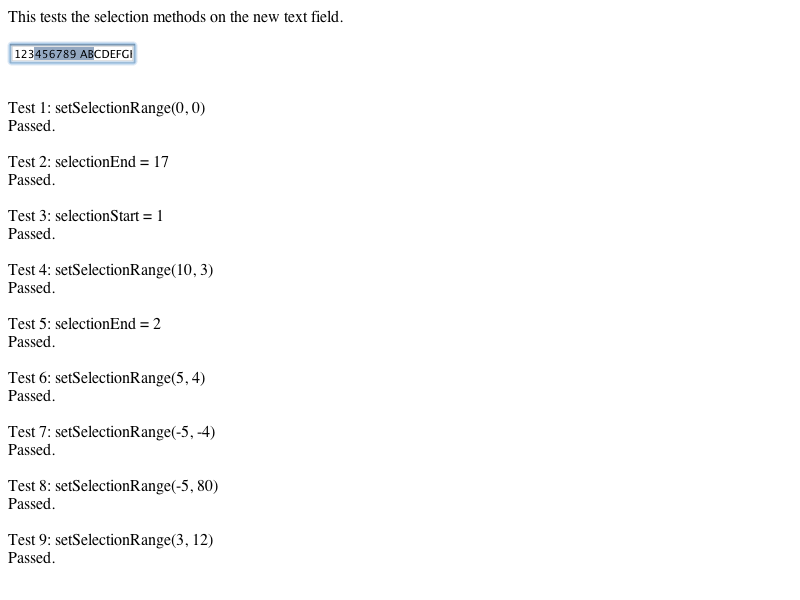 This tests the selection methods on the new text field.
123456789 ABCDEFGI
Test 1: setSelectionRange(0, 0)
Passed.
Test 2: selectionEnd = 17
Passed.
Test 3: selectionStart = 1
Passed.
Test 4: setSelectionRange(10, 3)
Passed.
Test 5: selectionEnd = 2
Passed.
Test 6: setSelectionRange(5, 4)
Passed.
Test 7: setSelectionRange(-5, -4)
Passed.
Test 8: setSelectionRange(-5, 80)
Passed.
Test 9: setSelectionRange(3, 12)
Passed.